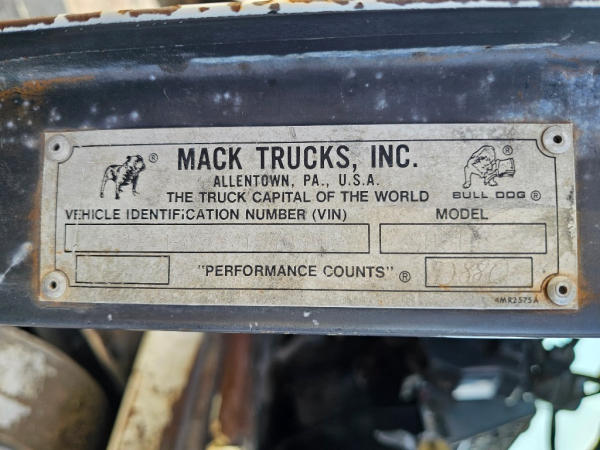 MACK TRUCKS, INC.
ALLENTOWN, PA., U.S.A.
THE TRUCK CAPITAL OF THE WORLD
BULL DOG ®
VEHICLE IDENTIFICATION NUMBER (VIN) MODEL
"PERFORMANCE COUNTS" ®
4MR2575A